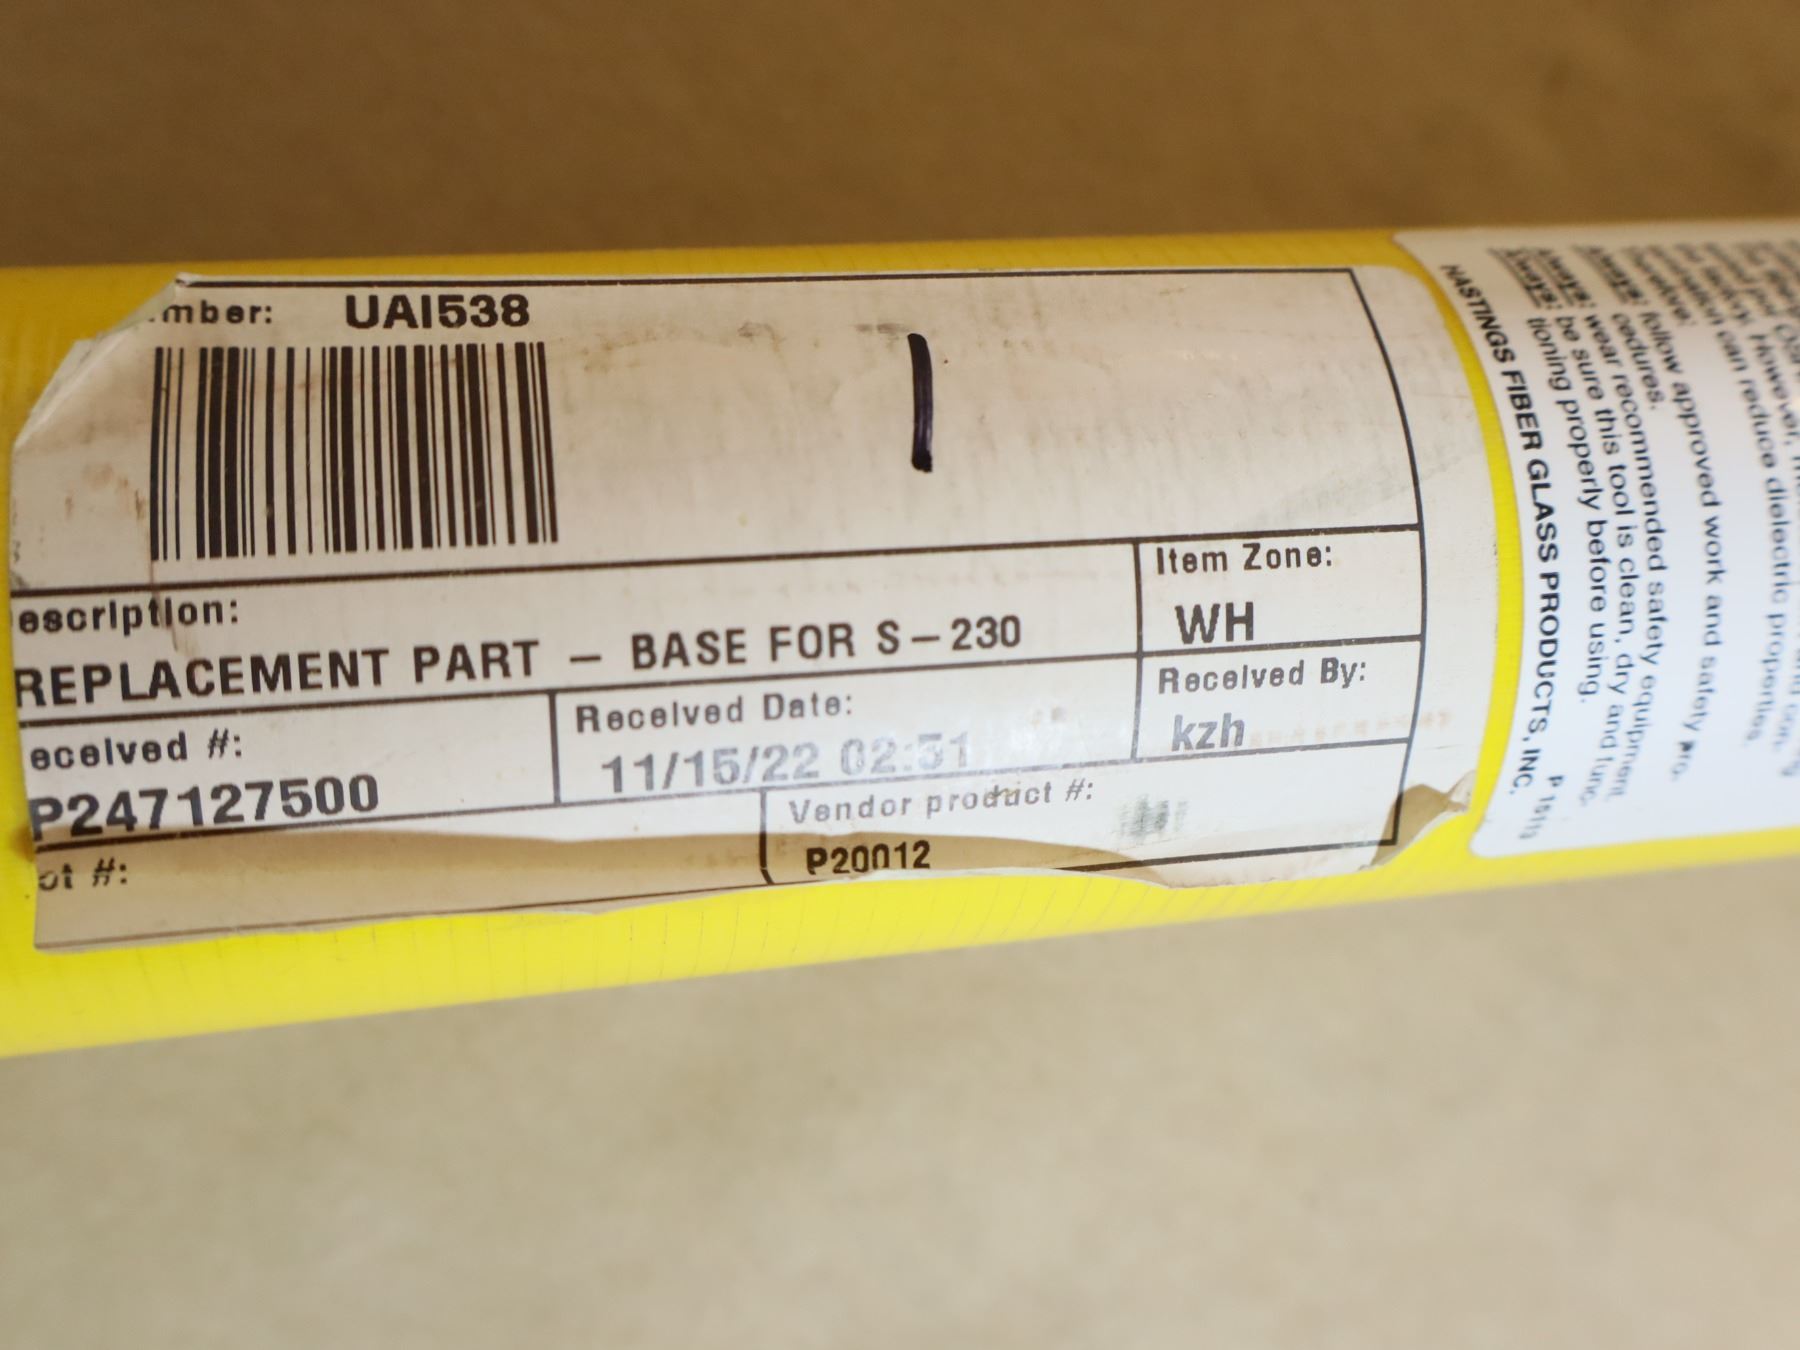 mber: UAI538
escription:
REPLACEMENT PART - BASE FOR S-230
Item Zone:
WH
eceived #:
P247127500
Received Date:
11/15/22 02:51
Received By:
kzh
ot #:
Vendor product #:
P20012
can reduce dielectric properties.
follow approved work and safety pro-
cedures.
wear recommended safety equipment.
be sure this tool is clean, dry and func-
tioning properly before using.
HASTINGS FIBER GLASS PRODUCTS, INC.